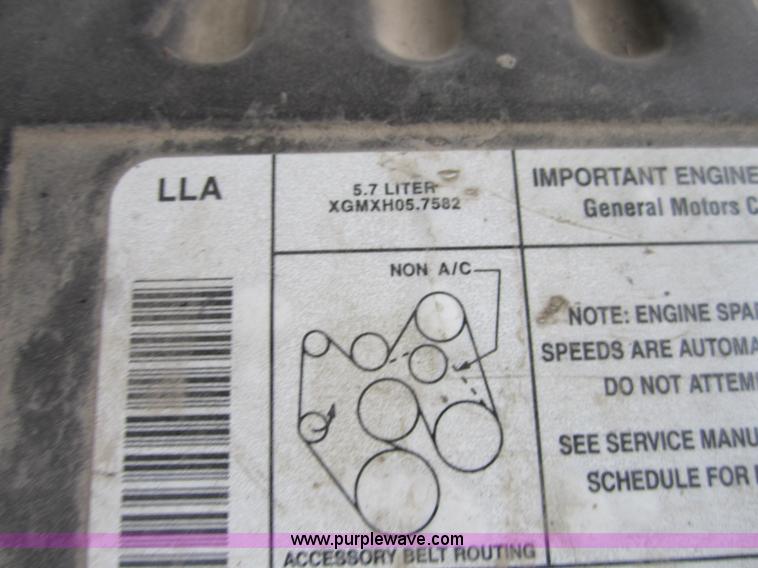 LLA
5.7 LITER
XGMXH05.7582
IMPORTANT ENGINE
General Motors C
NON A/C
NOTE: ENGINE SPAR
SPEEDS ARE AUTOMA
DO NOT ATTEM
SEE SERVICE MANU
SCHEDULE FOR
ACCESSORY BELT ROUTING
www.purplewave.com